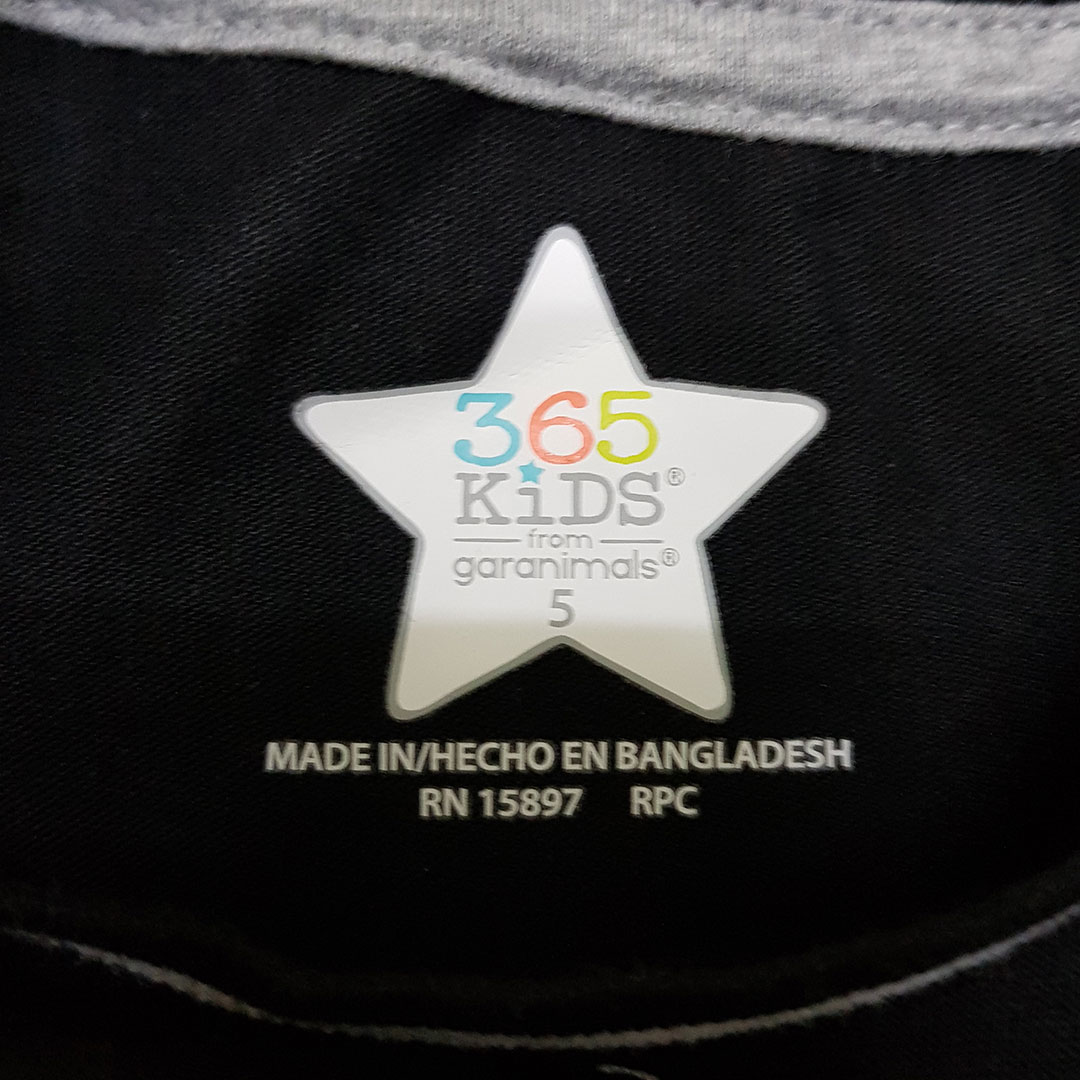 365
KiDS®
from
garanimals®
5
MADE IN/HECHO EN BANGLADESH
RN 15897 RPC